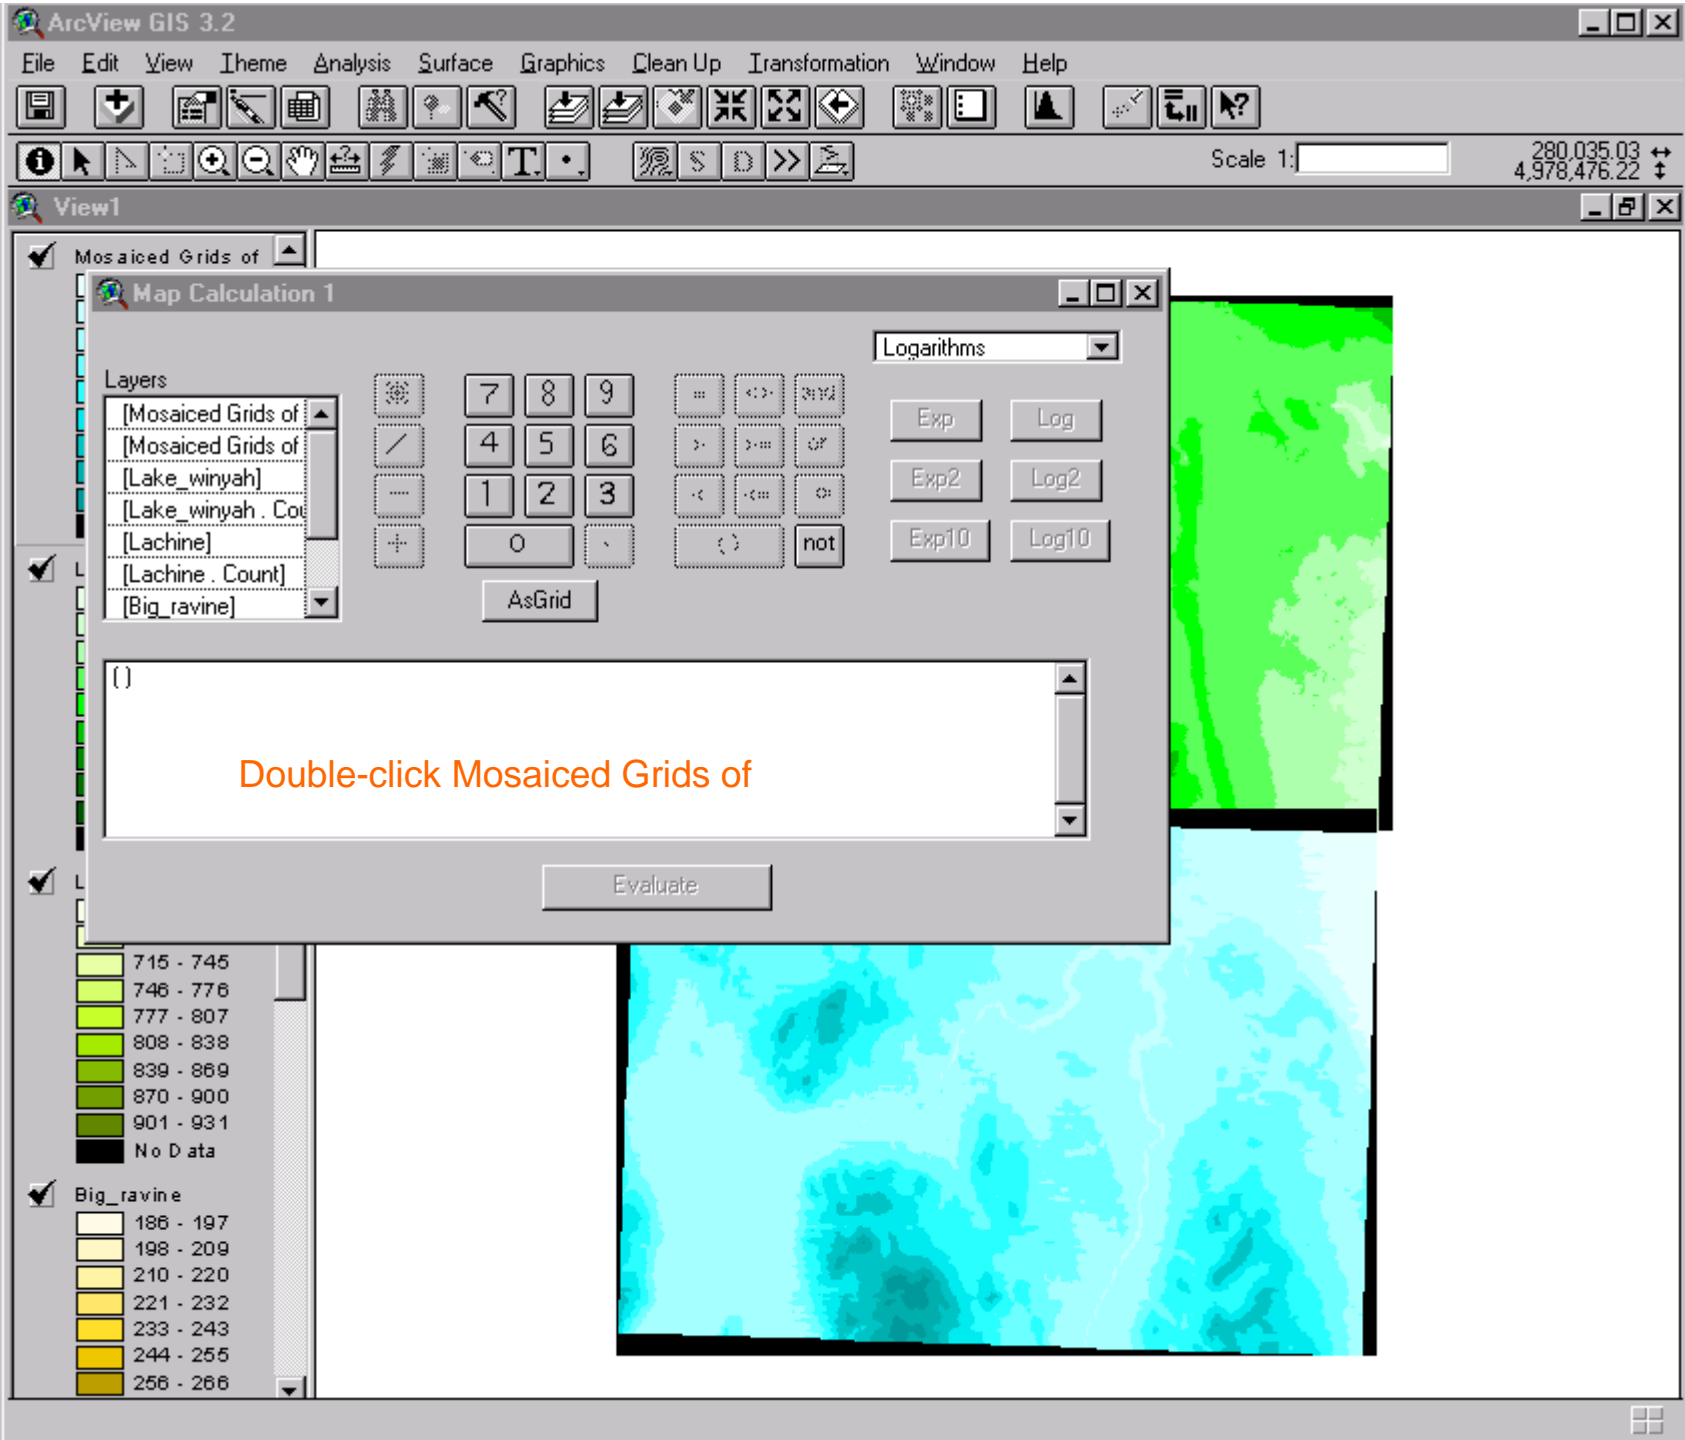 ArcView GIS 3.2
File Edit View Theme Analysis Surface Graphics Clean Up Transformation Window Help
T.
S D >>
Scale 1:
280,035.03
4,978,476.22
View1
Mosaiced Grids of
Map Calculation 1
Logarithms
Layers
[Mosaiced Grids of
[Mosaiced Grids of
[Lake_winyah]
[Lake_winyah . Cou
[Lachine]
[Lachine . Count]
[Big_ravine]
/ - +
7 8 9
4 5 6
1 2 3
0 .
AsGrid
= <> and
> >= or
< <=
( ) not
Exp Log
Exp2 Log2
Exp10 Log10
( )
Double-click Mosaiced Grids of
Evaluate
L
L
715 - 745
746 - 776
777 - 807
808 - 838
839 - 869
870 - 900
901 - 931
No Data
Big_ravine
186 - 197
198 - 209
210 - 220
221 - 232
233 - 243
244 - 255
256 - 266